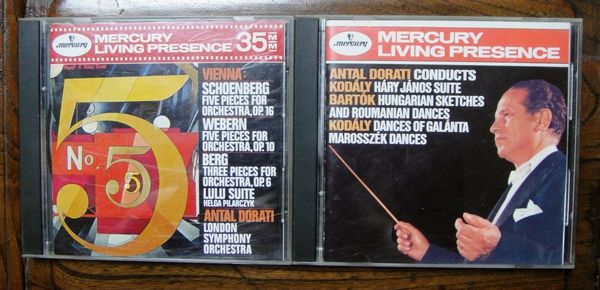 mercury
MERCURY
LIVING PRESENCE 35MM
VIENNA:
SCHOENBERG
FIVE PIECES FOR
ORCHESTRA, OP. 16
WEBERN
FIVE PIECES FOR
ORCHESTRA, OP. 10
BERG
THREE PIECES FOR
ORCHESTRA, OP. 6
LULU SUITE:
HELGA PILARCZYK
ANTAL DORATI
LONDON
SYMPHONY
ORCHESTRA
5
No. 5
5
mercury
MERCURY
LIVING PRESENCE
ANTAL DORATI CONDUCTS
KODÁLY HÁRY JÁNOS SUITE
BARTÓK HUNGARIAN SKETCHES
AND ROUMANIAN DANCES
KODÁLY DANCES OF GALÁNTA
MAROSSZÉK DANCES